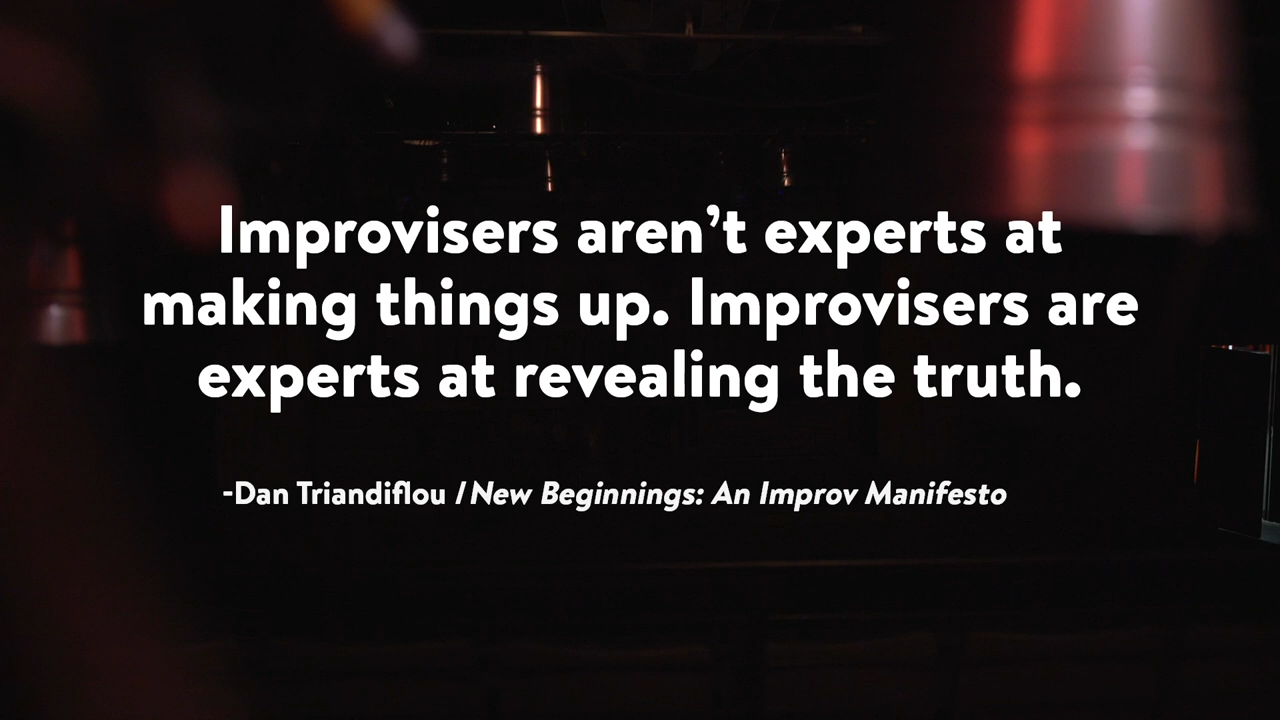 Improvisers aren’t experts at
making things up. Improvisers are
experts at revealing the truth.
-Dan Triandiflou / New Beginnings: An Improv Manifesto